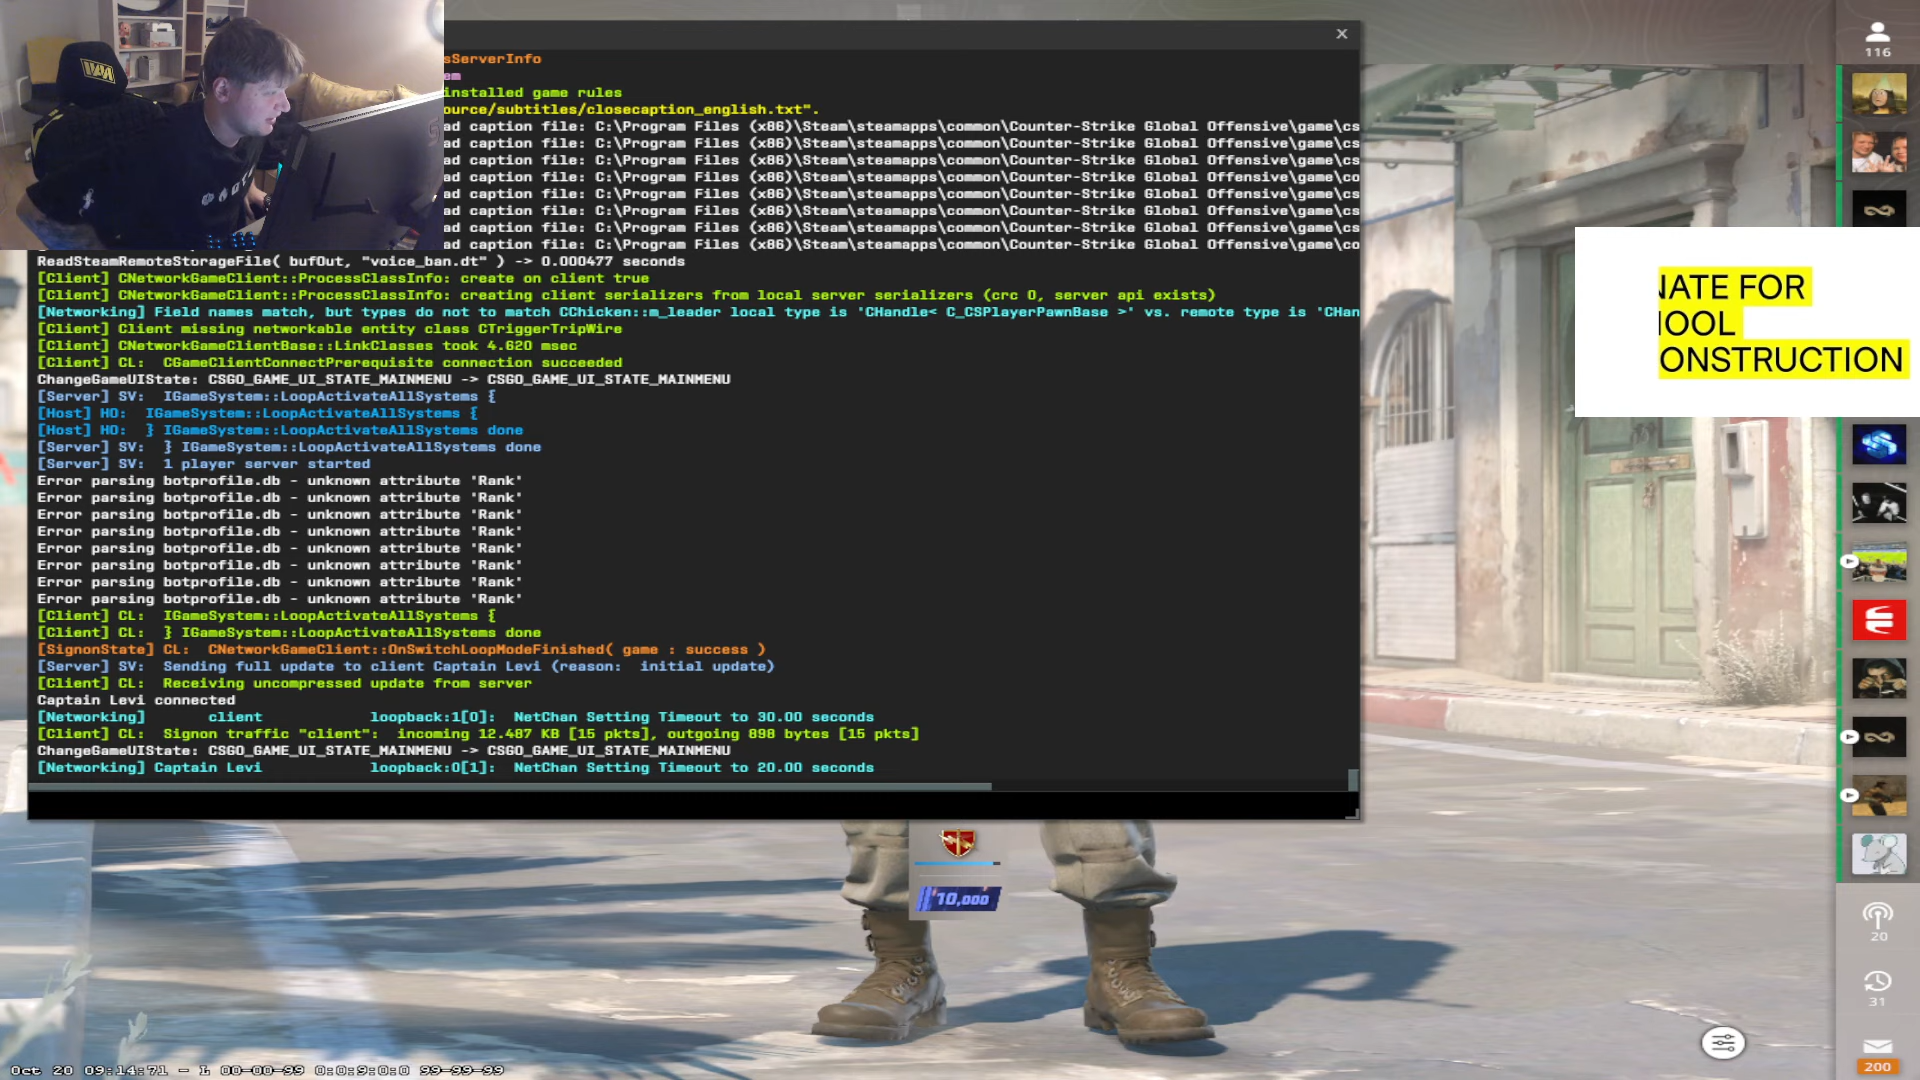 sServerInfo
em
installed game rules
ource/subtitles/closecaption_english.txt".
ad caption file: C:\Program Files (x86)\Steam\steamapps\common\Counter-Strike Global Offensive\game\cs
ad caption file: C:\Program Files (x86)\Steam\steamapps\common\Counter-Strike Global Offensive\game\cs
ad caption file: C:\Program Files (x86)\Steam\steamapps\common\Counter-Strike Global Offensive\game\cs
ad caption file: C:\Program Files (x86)\Steam\steamapps\common\Counter-Strike Global Offensive\game\co
ad caption file: C:\Program Files (x86)\Steam\steamapps\common\Counter-Strike Global Offensive\game\cs
ad caption file: C:\Program Files (x86)\Steam\steamapps\common\Counter-Strike Global Offensive\game\cs
ad caption file: C:\Program Files (x86)\Steam\steamapps\common\Counter-Strike Global Offensive\game\cs
ad caption file: C:\Program Files (x86)\Steam\steamapps\common\Counter-Strike Global Offensive\game\co
ReadSteamRemoteStorageFile( bufOut, "voice_ban.dt" ) -> 0.000477 seconds
[Client] CNetworkGameClient::ProcessClassInfo: create on client true
[Client] CNetworkGameClient::ProcessClassInfo: creating client serializers from local server serializers (crc 0, server api exists)
[Networking] Field names match, but types do not to match CChicken::m_leader local type is 'CHandle< C_CSPlayerPawnBase >' vs. remote type is 'CHan
[Client] Client missing networkable entity class CTriggerTripWire
[Client] CNetworkGameClientBase::LinkClasses took 4.620 msec
[Client] CL:  CGameClientConnectPrerequisite connection succeeded
ChangeGameUIState: CSGO_GAME_UI_STATE_MAINMENU -> CSGO_GAME_UI_STATE_MAINMENU
[Server] SV:  IGameSystem::LoopActivateAllSystems {
[Host] HO:  IGameSystem::LoopActivateAllSystems {
[Host] HO:  } IGameSystem::LoopActivateAllSystems done
[Server] SV:  } IGameSystem::LoopActivateAllSystems done
[Server] SV:  1 player server started
Error parsing botprofile.db - unknown attribute 'Rank'
Error parsing botprofile.db - unknown attribute 'Rank'
Error parsing botprofile.db - unknown attribute 'Rank'
Error parsing botprofile.db - unknown attribute 'Rank'
Error parsing botprofile.db - unknown attribute 'Rank'
Error parsing botprofile.db - unknown attribute 'Rank'
Error parsing botprofile.db - unknown attribute 'Rank'
Error parsing botprofile.db - unknown attribute 'Rank'
[Client] CL:  IGameSystem::LoopActivateAllSystems {
[Client] CL:  } IGameSystem::LoopActivateAllSystems done
[SignonState] CL:  CNetworkGameClient::OnSwitchLoopModeFinished( game : success )
[Server] SV:  Sending full update to client Captain Levi (reason:  initial update)
[Client] CL:  Receiving uncompressed update from server
Captain Levi connected
[Networking]       client            loopback:1[0]:  NetChan Setting Timeout to 30.00 seconds
[Client] CL:  Signon traffic "client":  incoming 12.487 KB [15 pkts], outgoing 898 bytes [15 pkts]
ChangeGameUIState: CSGO_GAME_UI_STATE_MAINMENU -> CSGO_GAME_UI_STATE_MAINMENU
[Networking] Captain Levi            loopback:0[1]:  NetChan Setting Timeout to 20.00 seconds
10,000
116
NATE FOR
HOOL
ONSTRUCTION
20
31
200
Oct 20 09:14:71 - L 00-00-99 0:0:9:0:0 99-99-99